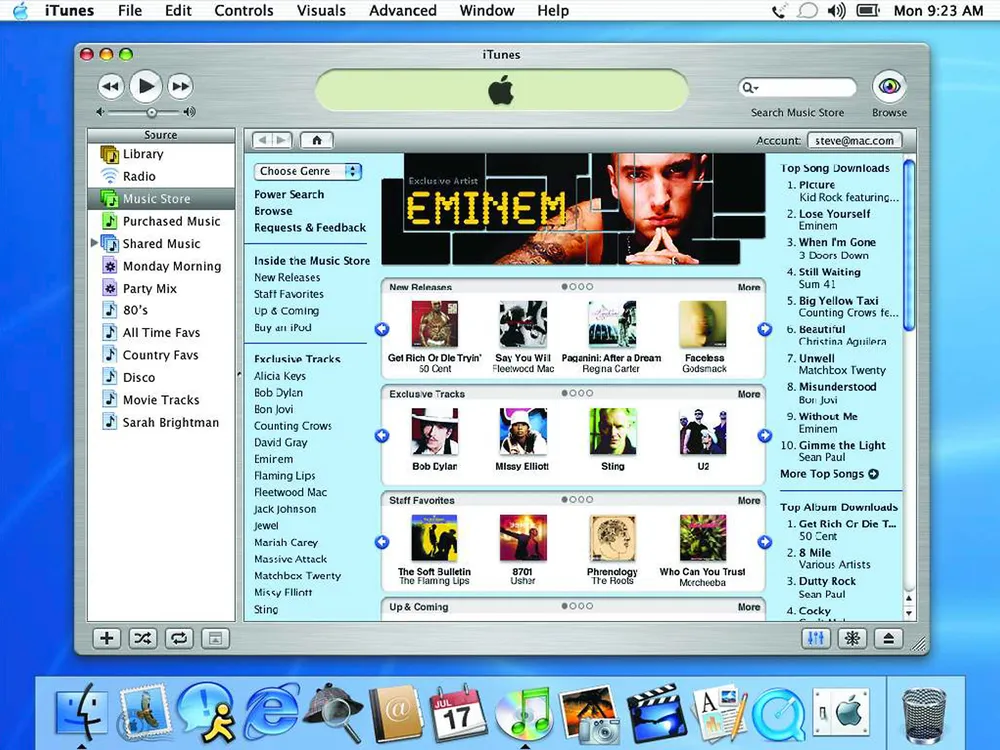 iTunes File Edit Controls Visuals Advanced Window Help Mon 9:23 AM
iTunes
Search Music Store Browse
Source
Library
Radio
Music Store
Purchased Music
Shared Music
Monday Morning
Party Mix
80's
All Time Favs
Country Favs
Disco
Movie Tracks
Sarah Brightman
Account: steve@mac.com
Choose Genre
Power Search
Browse
Requests & Feedback
Inside the Music Store
New Releases
Staff Favorites
Up & Coming
Buy an iPod
Exclusive Tracks
Alicia Keys
Bob Dylan
Bon Jovi
Counting Crows
David Gray
Eminem
Flaming Lips
Fleetwood Mac
Jack Johnson
Jewel
Mariah Carey
Massive Attack
Matchbox Twenty
Missy Elliott
Sting
Exclusive Artist
EMINEM
New Releases More
Get Rich Or Die Tryin' Say You Will Paganini: After a Dream Faceless
50 Cent Fleetwood Mac Regina Carter Godsmack
Exclusive Tracks More
Bob Dylan Missy Elliott Sting U2
Staff Favorites More
The Soft Bulletin 8701 Phrenology Who Can You Trust
The Flaming Lips Usher The Roots Morcheeba
Up & Coming More
Top Song Downloads
1. Picture
Kid Rock featuring...
2. Lose Yourself
Eminem
3. When I'm Gone
3 Doors Down
4. Still Waiting
Sum 41
5. Big Yellow Taxi
Counting Crows fe...
6. Beautiful
Christina Aguilera
7. Unwell
Matchbox Twenty
8. Misunderstood
Bon Jovi
9. Without Me
Eminem
10. Gimme the Light
Sean Paul
More Top Songs
Top Album Downloads
1. Get Rich Or Die T...
50 Cent
2. 8 Mile
Various Artists
3. Dutty Rock
Sean Paul
4. Cocky
JUL
17